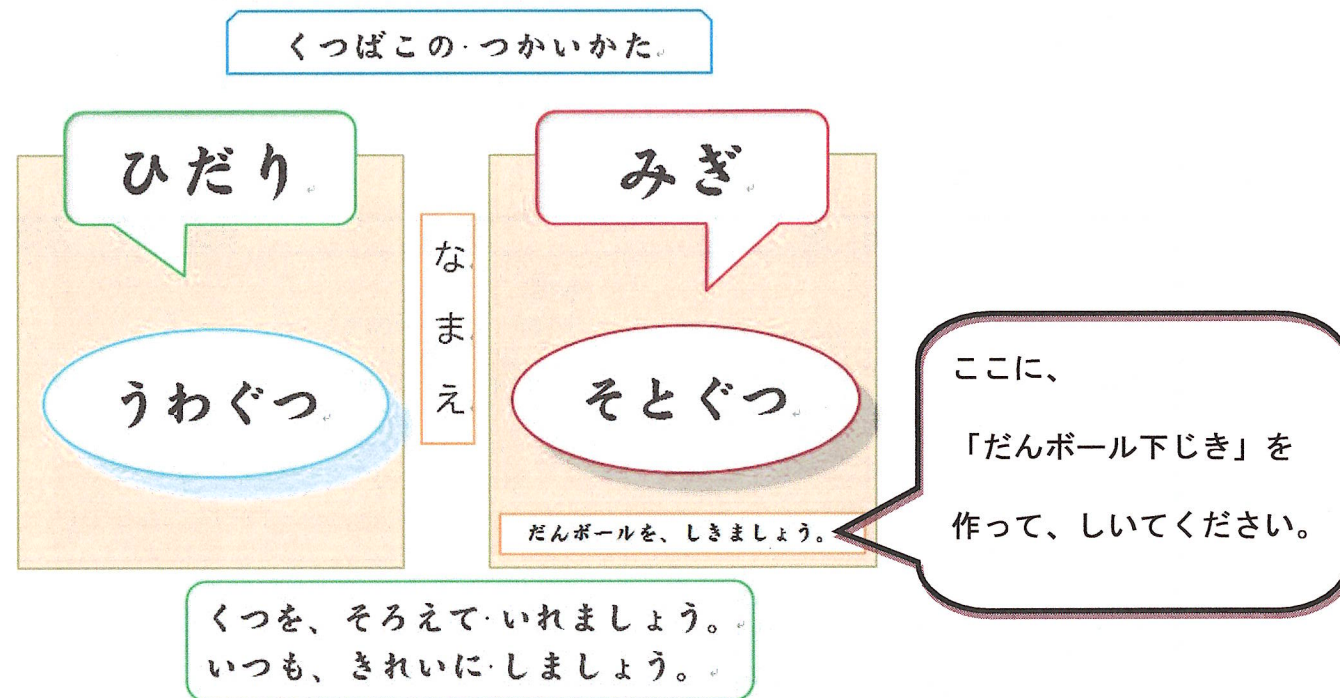 くつばこの つかいかた
ひだり
みぎ
な
ま
え
うわぐつ
そとぐつ
だんボールを、しきましょう。
ここに、
「だんボール下じき」を
作って、しいてください。
くつを、そろえて いれましょう。
いつも、きれいに しましょう。